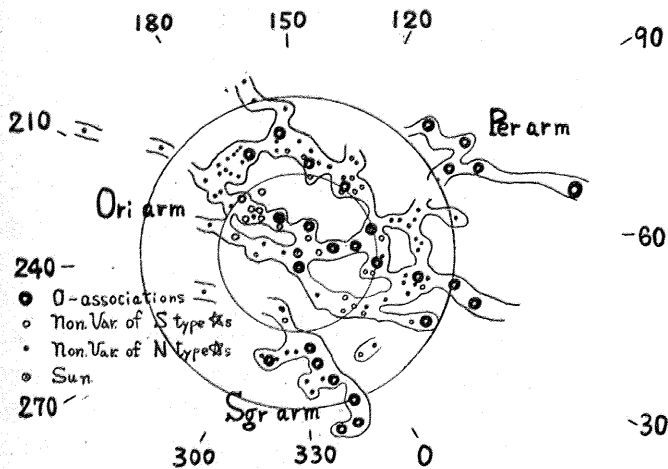 180 150 120 90
210
Per arm
Ori arm
60
240
O-associations
Non.Var. of S type ☆s
Non.Var. of N type ☆s
Sun
270
Sgr arm
30
300 330 0